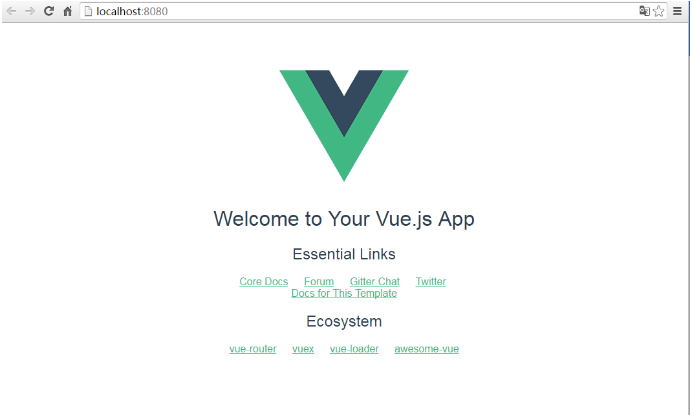 localhost:8080
Welcome to Your Vue.js App
Essential Links
Core Docs Forum Gitter Chat Twitter
Docs for This Template
Ecosystem
vue-router vuex vue-loader awesome-vue